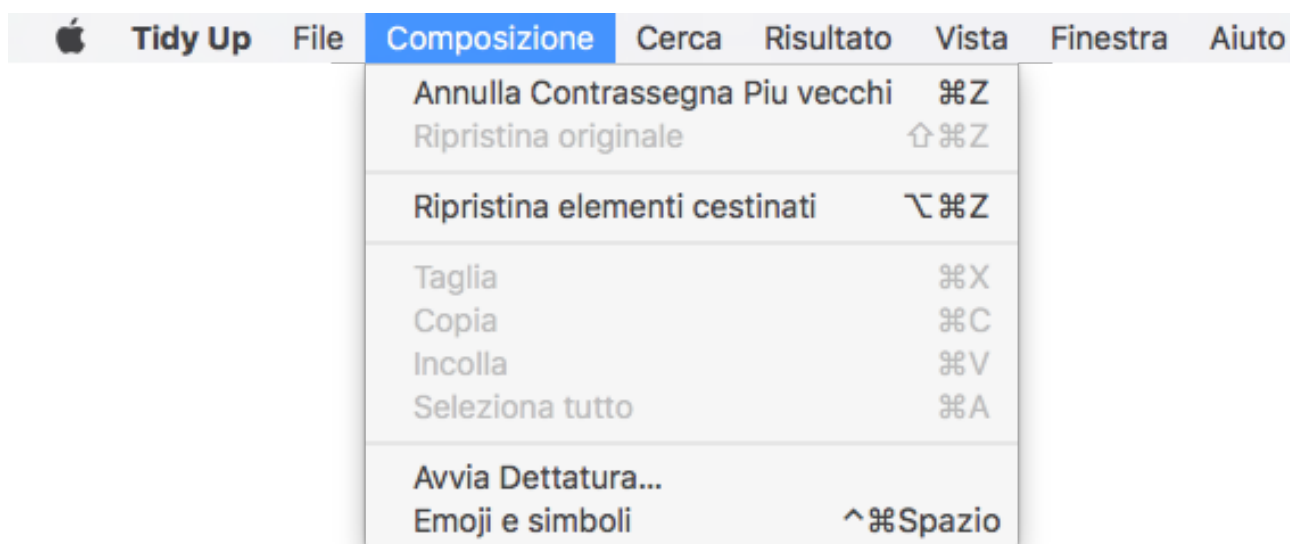 Tidy Up File Composizione Cerca Risultato Vista Finestra Aiuto
Annulla Contrassegna Piu vecchi ⌘Z
Ripristina originale ⇧⌘Z
Ripristina elementi cestinati ⌥⌘Z
Taglia ⌘X
Copia ⌘C
Incolla ⌘V
Seleziona tutto ⌘A
Avvia Dettatura...
Emoji e simboli ^⌘Spazio